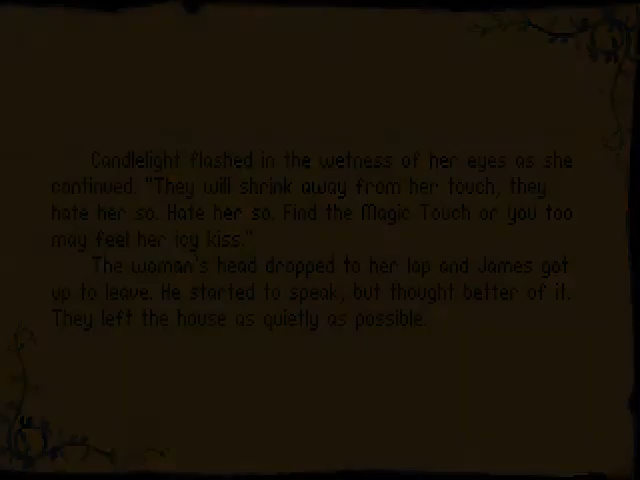 Candlelight flashed in the wetness of her eyes as she
continued. "They will shrink away from her touch, they
hate her so. Hate her so. Find the Magic Touch or you too
may feel her icy kiss."
The woman's head dropped to her lap and James got
up to leave. He started to speak, but thought better of it.
They left the house as quietly as possible.